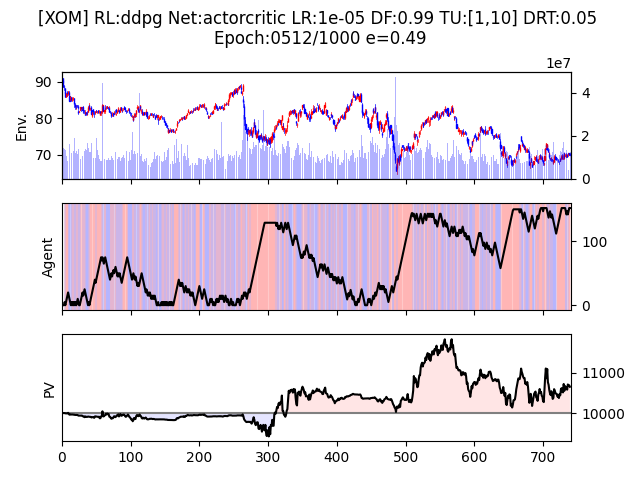 [XOM] RL:ddpg Net:actorcritic LR:1e-05 DF:0.99 TU:[1,10] DRT:0.05
Epoch:0512/1000 e=0.49
1e7
90
80
70
Env.
4
2
0
Agent
100
0
PV
11000
10000
0 100 200 300 400 500 600 700